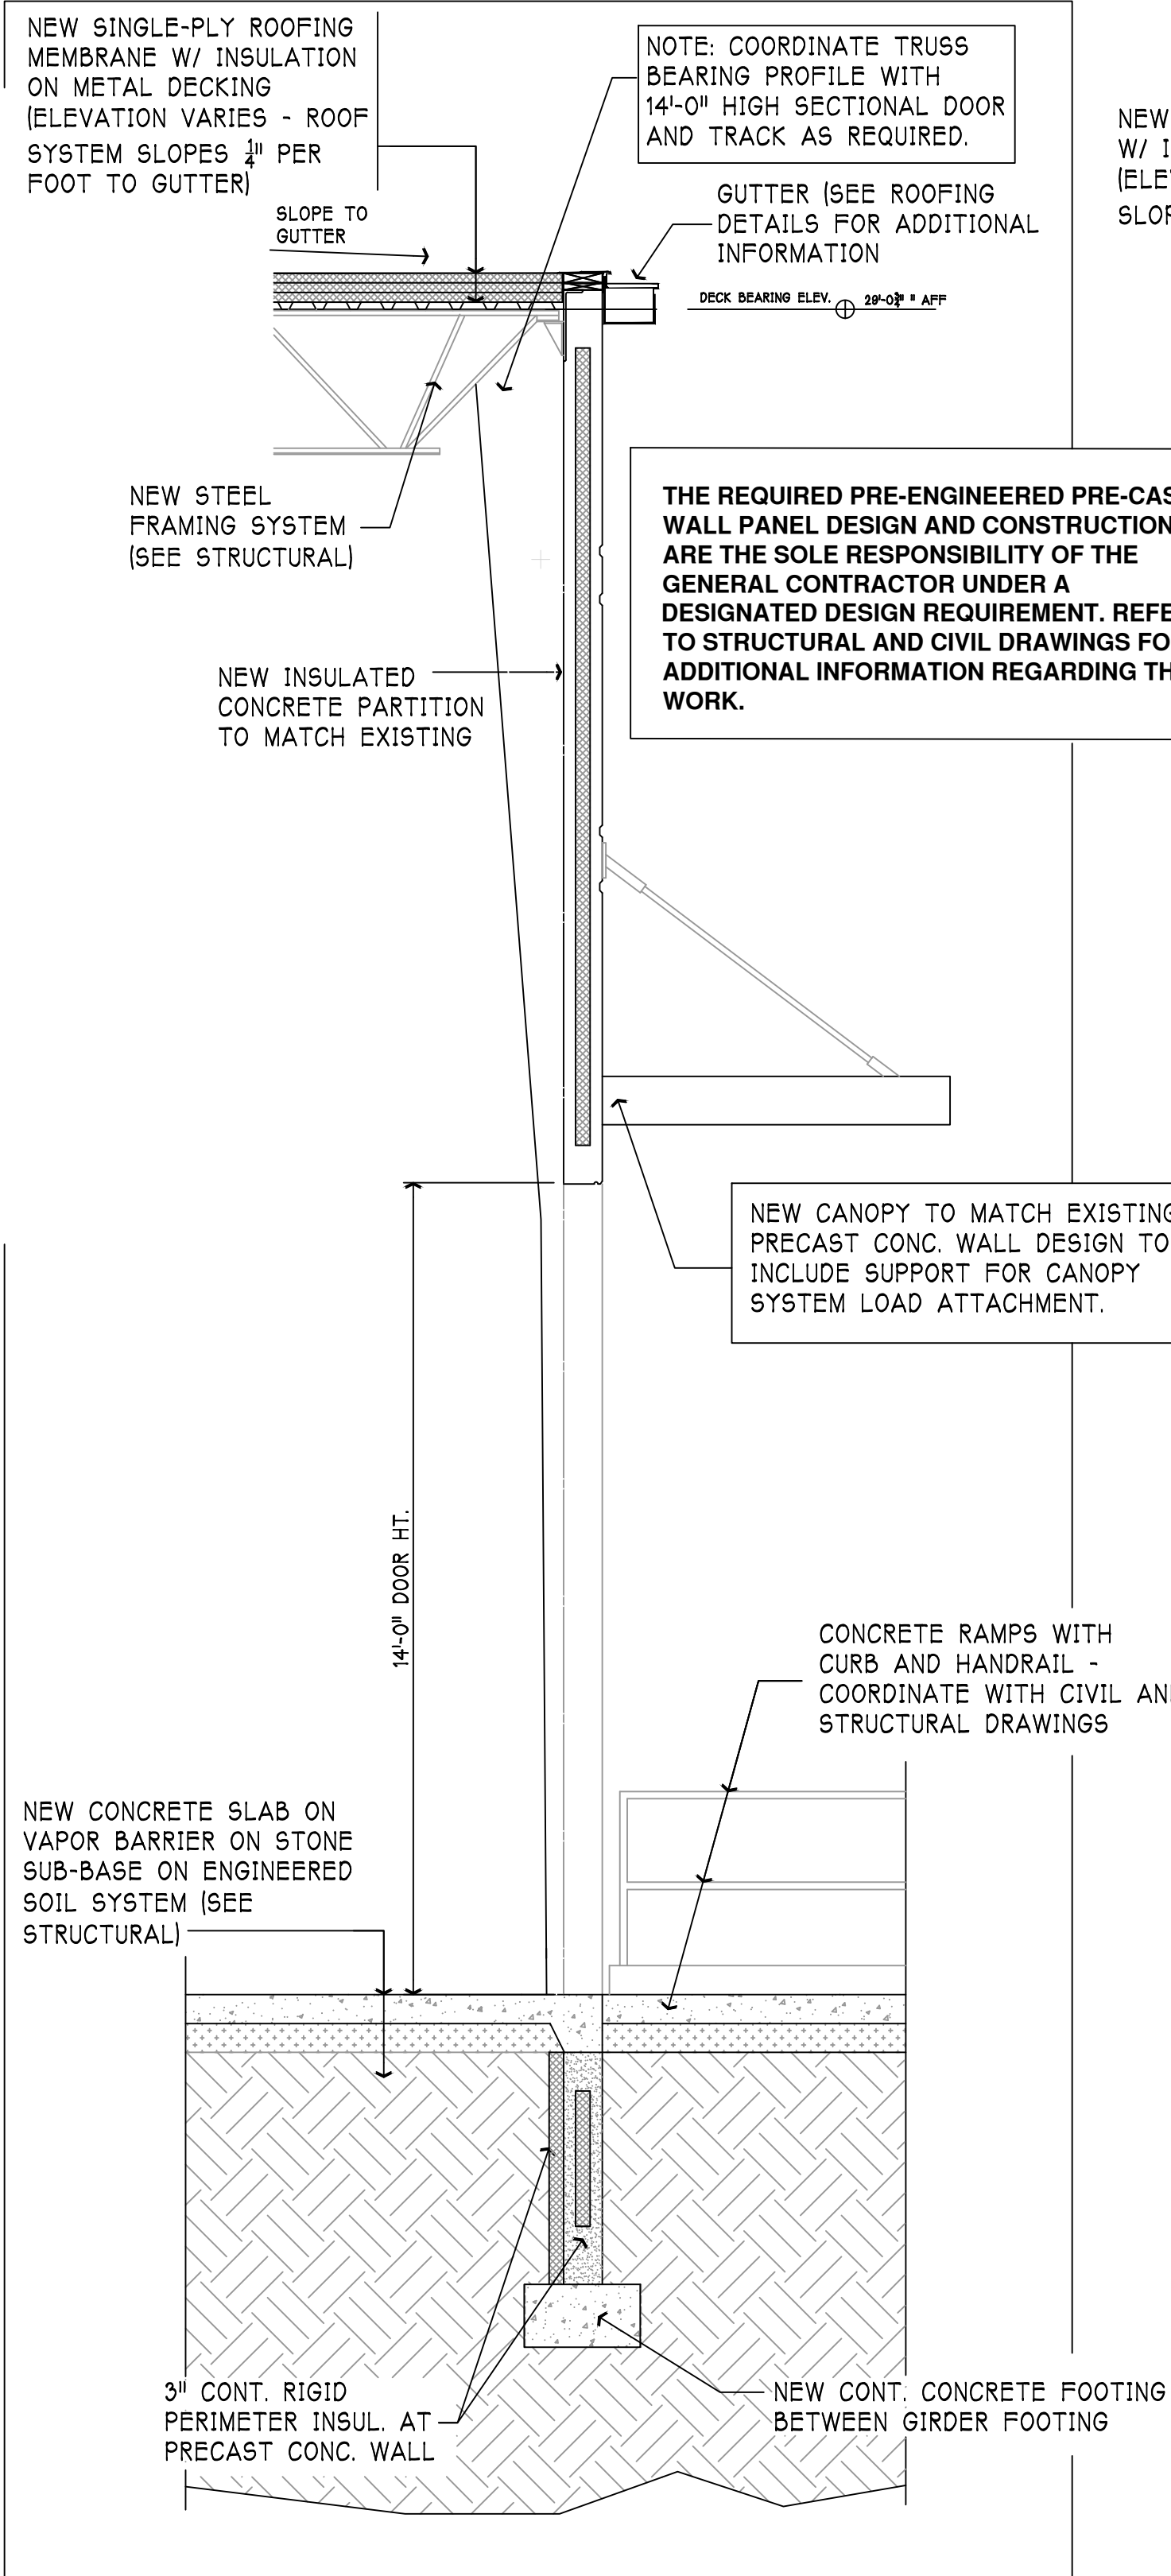 NEW SINGLE-PLY ROOFING
MEMBRANE W/ INSULATION
ON METAL DECKING
(ELEVATION VARIES - ROOF
SYSTEM SLOPES 1/4" PER
FOOT TO GUTTER)
SLOPE TO
GUTTER
NOTE: COORDINATE TRUSS
BEARING PROFILE WITH
14'-0" HIGH SECTIONAL DOOR
AND TRACK AS REQUIRED.
GUTTER (SEE ROOFING
DETAILS FOR ADDITIONAL
INFORMATION
DECK BEARING ELEV.
29'-0 3/4" " AFF
NEW
W/ I
(ELE
SLOP
NEW STEEL
FRAMING SYSTEM
(SEE STRUCTURAL)
THE REQUIRED PRE-ENGINEERED PRE-CAS
WALL PANEL DESIGN AND CONSTRUCTION
ARE THE SOLE RESPONSIBILITY OF THE
GENERAL CONTRACTOR UNDER A
DESIGNATED DESIGN REQUIREMENT. REFE
TO STRUCTURAL AND CIVIL DRAWINGS FO
ADDITIONAL INFORMATION REGARDING TH
WORK.
NEW INSULATED
CONCRETE PARTITION
TO MATCH EXISTING
NEW CANOPY TO MATCH EXISTING
PRECAST CONC. WALL DESIGN TO
INCLUDE SUPPORT FOR CANOPY
SYSTEM LOAD ATTACHMENT.
14'-0" DOOR HT.
CONCRETE RAMPS WITH
CURB AND HANDRAIL -
COORDINATE WITH CIVIL AN
STRUCTURAL DRAWINGS
NEW CONCRETE SLAB ON
VAPOR BARRIER ON STONE
SUB-BASE ON ENGINEERED
SOIL SYSTEM (SEE
STRUCTURAL)
3" CONT. RIGID
PERIMETER INSUL. AT
PRECAST CONC. WALL
NEW CONT. CONCRETE FOOTING
BETWEEN GIRDER FOOTING